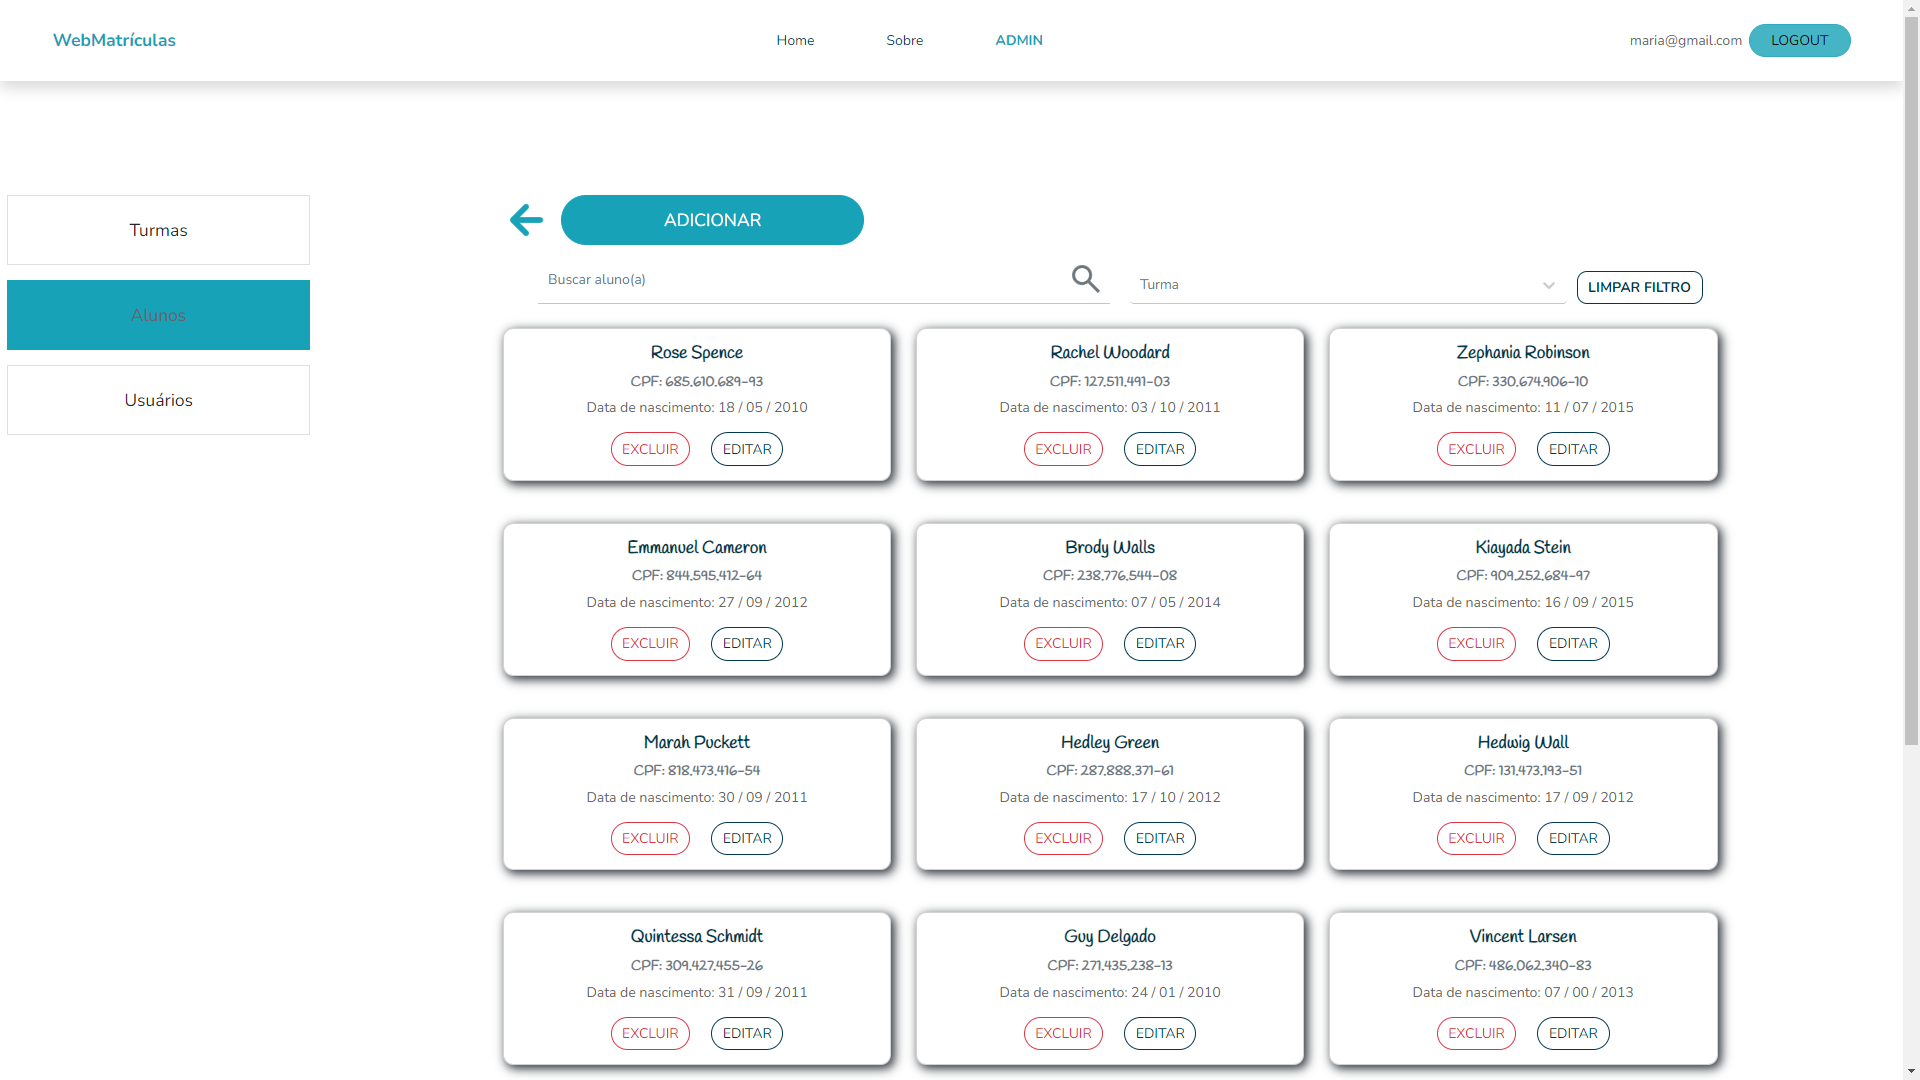 WebMatrículas
Home
Sobre
ADMIN
maria@gmail.com
LOGOUT
Turmas
Alunos
Usuários
ADICIONAR
Buscar aluno(a)
Turma
LIMPAR FILTRO
Rose Spence
CPF: 685.610.689-93
Data de nascimento: 18 / 05 / 2010
EXCLUIR
EDITAR
Rachel Woodard
CPF: 127.511.491-03
Data de nascimento: 03 / 10 / 2011
EXCLUIR
EDITAR
Zephania Robinson
CPF: 330.674.906-10
Data de nascimento: 11 / 07 / 2015
EXCLUIR
EDITAR
Emmanuel Cameron
CPF: 844.595.412-64
Data de nascimento: 27 / 09 / 2012
EXCLUIR
EDITAR
Brody Walls
CPF: 238.776.544-08
Data de nascimento: 07 / 05 / 2014
EXCLUIR
EDITAR
Kiayada Stein
CPF: 909.252.684-97
Data de nascimento: 16 / 09 / 2015
EXCLUIR
EDITAR
Marah Puckett
CPF: 818.473.416-54
Data de nascimento: 30 / 09 / 2011
EXCLUIR
EDITAR
Hedley Green
CPF: 287.888.371-61
Data de nascimento: 17 / 10 / 2012
EXCLUIR
EDITAR
Hedwig Wall
CPF: 131.473.193-51
Data de nascimento: 17 / 09 / 2012
EXCLUIR
EDITAR
Quintessa Schmidt
CPF: 309.427.455-26
Data de nascimento: 31 / 09 / 2011
EXCLUIR
EDITAR
Guy Delgado
CPF: 271.435.238-13
Data de nascimento: 24 / 01 / 2010
EXCLUIR
EDITAR
Vincent Larsen
CPF: 486.062.340-83
Data de nascimento: 07 / 00 / 2013
EXCLUIR
EDITAR